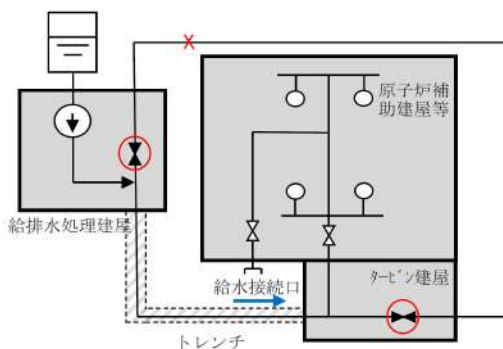 原子炉補
助建屋等
給排水処理建屋
給水接続口
タービン建屋
トレンチ